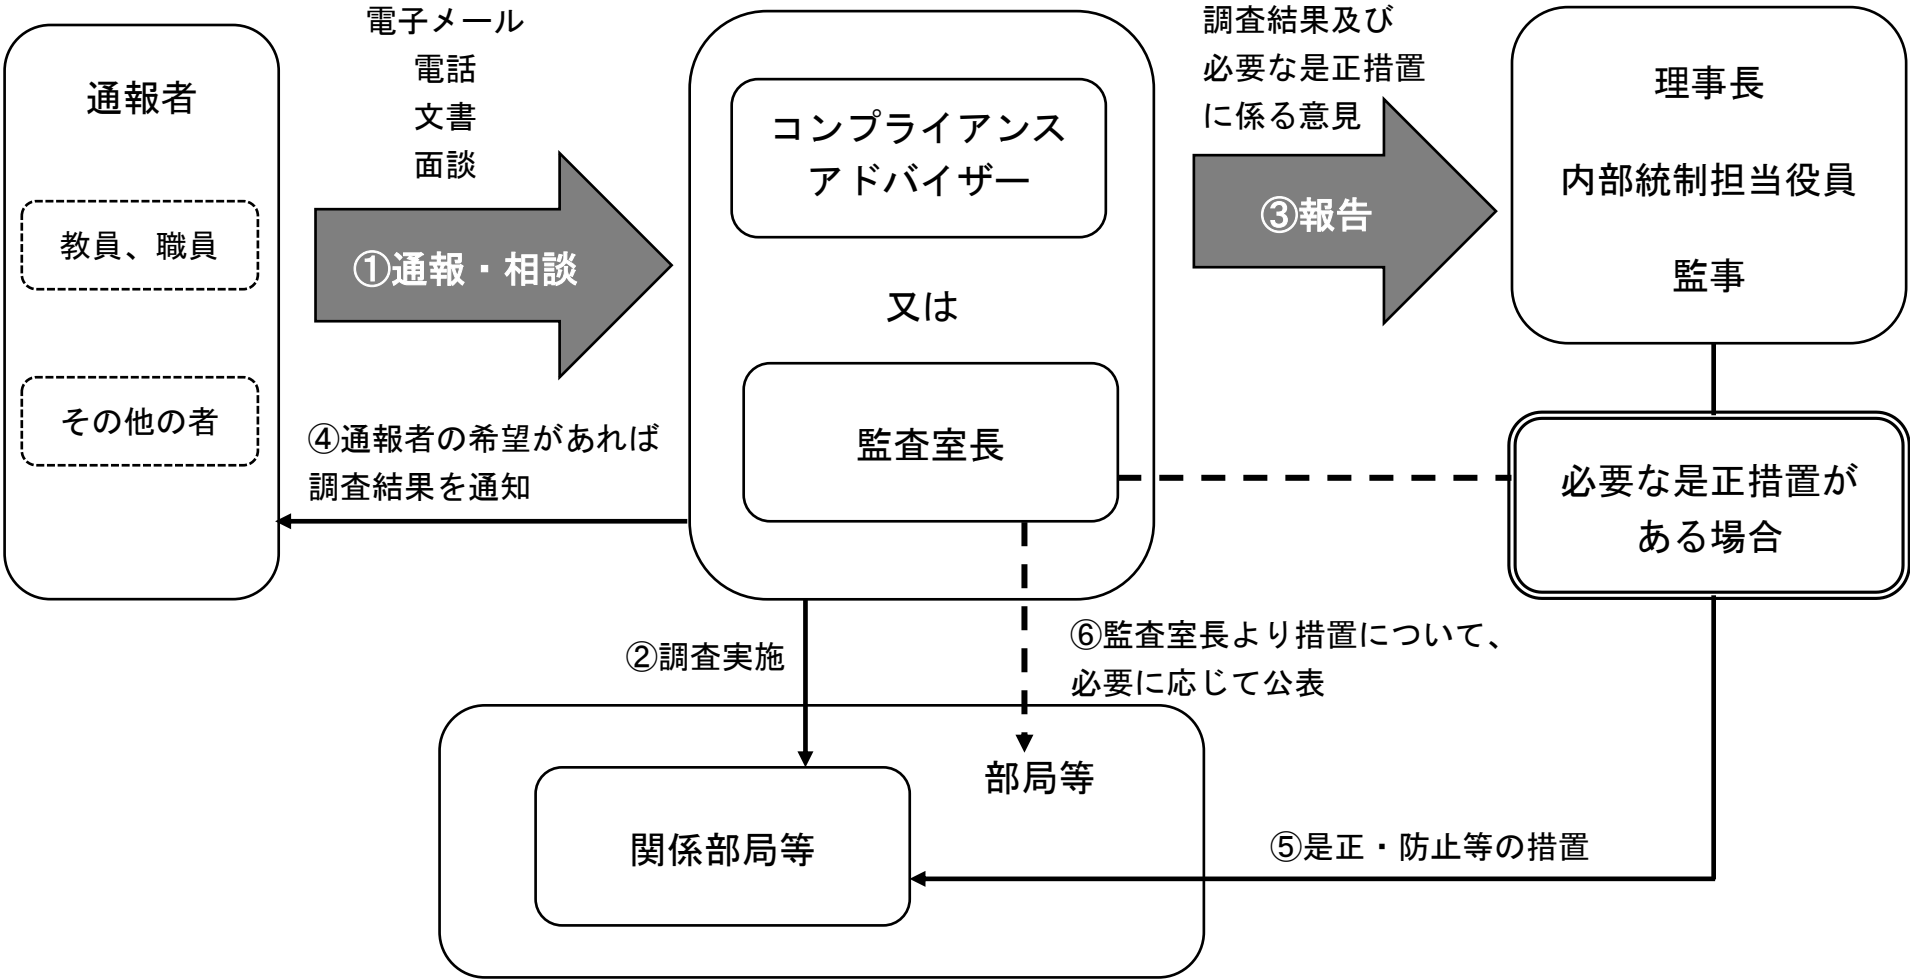 通報者
教員、職員
その他の者
電子メール
電話
文書
面談
①通報・相談
④通報者の希望があれば
調査結果を通知
コンプライアンス
アドバイザー
又は
監査室長
調査結果及び
必要な是正措置
に係る意見
③報告
理事長
内部統制担当役員
監事
必要な是正措置が
ある場合
②調査実施
⑥監査室長より措置について、
必要に応じて公表
部局等
関係部局等
⑤是正・防止等の措置